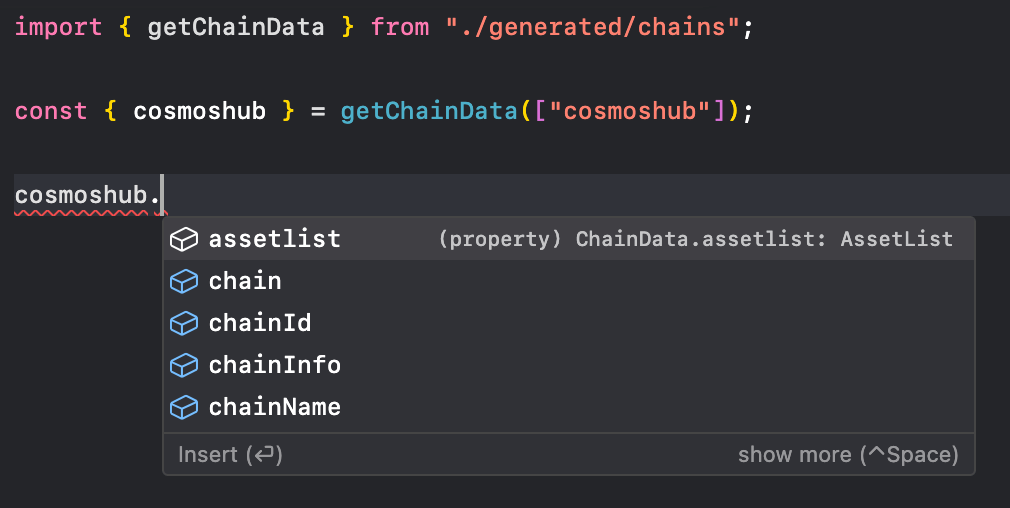 import { getChainData } from "./generated/chains";
const { cosmoshub } = getChainData(["cosmoshub"]);
cosmoshub.
assetlist (property) ChainData.assetlist: AssetList
chain
chainId
chainInfo
chainName
Insert (⏎) show more (^Space)